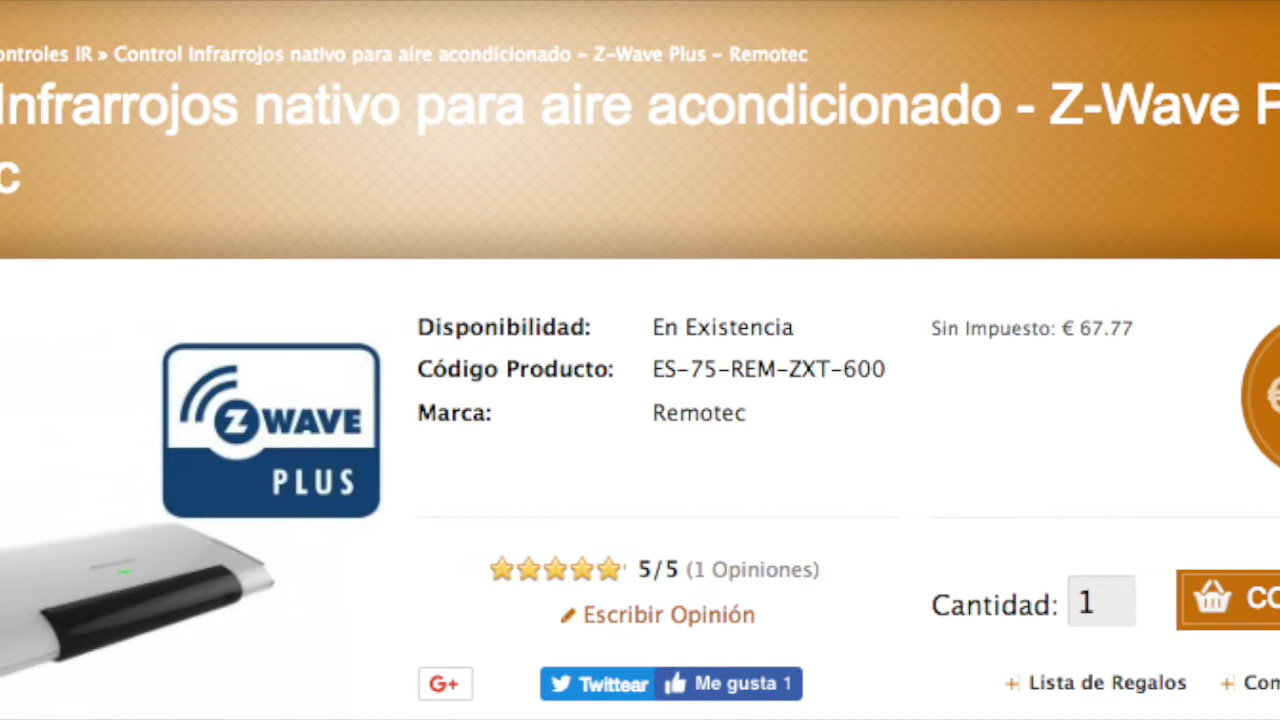 ontroles IR » Control Infrarrojos nativo para aire acondicionado - Z-Wave Plus - Remotec
Infrarrojos nativo para aire acondicionado - Z-Wave P
c
Disponibilidad: En Existencia
Sin Impuesto: € 67.77
Código Producto: ES-75-REM-ZXT-600
Marca: Remotec
€
Z WAVE
PLUS
5/5 (1 Opiniones)
Escribir Opinión
Cantidad: 1
CO
G+
Twittear
Me gusta 1
Lista de Regalos
Com